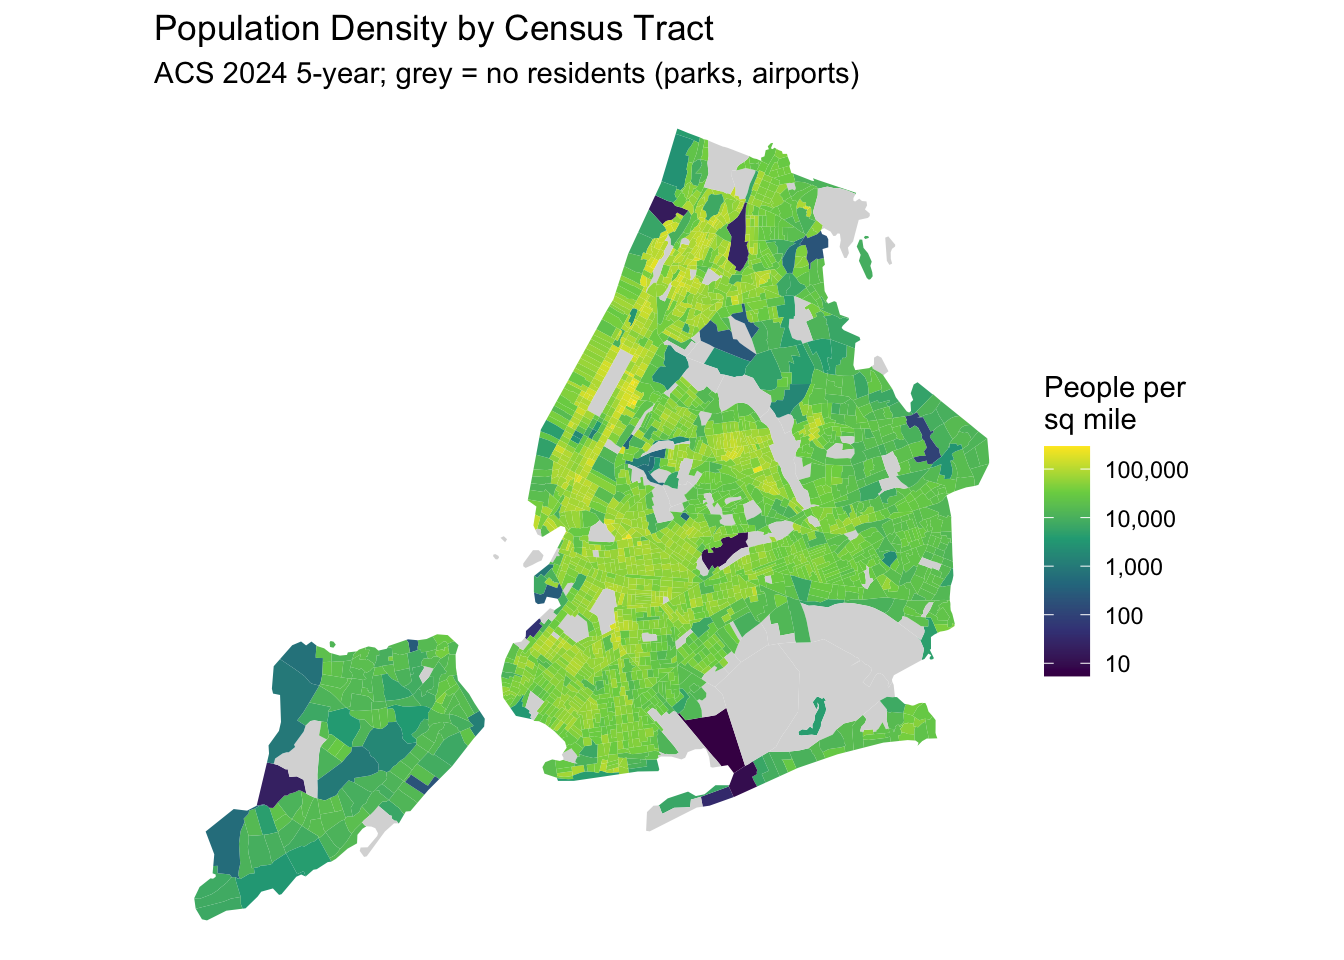 Population Density by Census Tract
ACS 2024 5-year; grey = no residents (parks, airports)
People per
sq mile
100,000
10,000
1,000
100
10